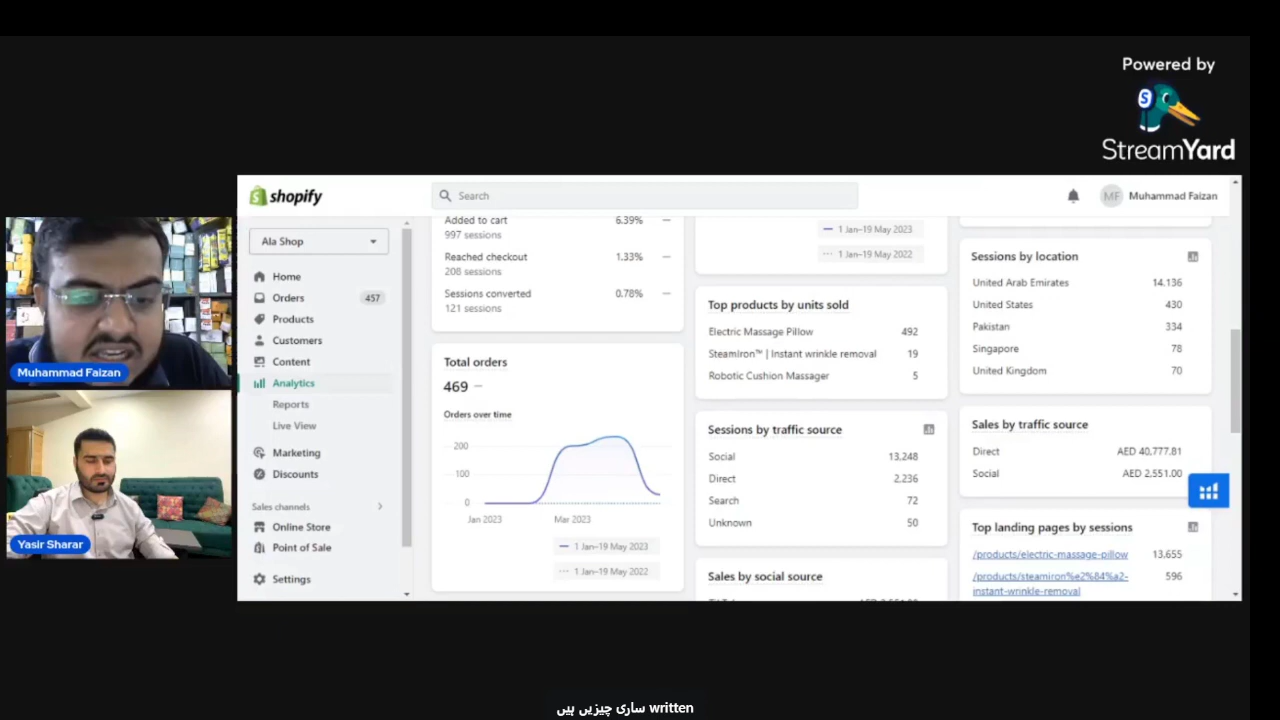 Powered by
StreamYard
shopify
Search
MF Muhammad Faizan
Ala Shop
Home
Orders 457
Products
Customers
Content
Analytics
Reports
Live View
Marketing
Discounts
Sales channels
Online Store
Point of Sale
Settings
Added to cart 6.39% —
997 sessions
Reached checkout 1.33% —
208 sessions
Sessions converted 0.78% —
121 sessions
Total orders
469 —
Orders over time
200
100
0
Jan 2023 Mar 2023
1 Jan–19 May 2023
1 Jan–19 May 2022
1 Jan–19 May 2023
1 Jan–19 May 2022
Top products by units sold
Electric Massage Pillow 492
SteamIron™ | Instant wrinkle removal 19
Robotic Cushion Massager 5
Sessions by traffic source
Social 13,248
Direct 2,236
Search 72
Unknown 50
Sales by social source
Sessions by location
United Arab Emirates 14,136
United States 430
Pakistan 334
Singapore 78
United Kingdom 70
Sales by traffic source
Direct AED 40,777.81
Social AED 2,551.00
Top landing pages by sessions
/products/electric-massage-pillow 13,655
/products/steamiron%e2%84%a2- 596
instant-wrinkle-removal
Muhammad Faizan
Yasir Sharar
ساری چیزیں ہیں written